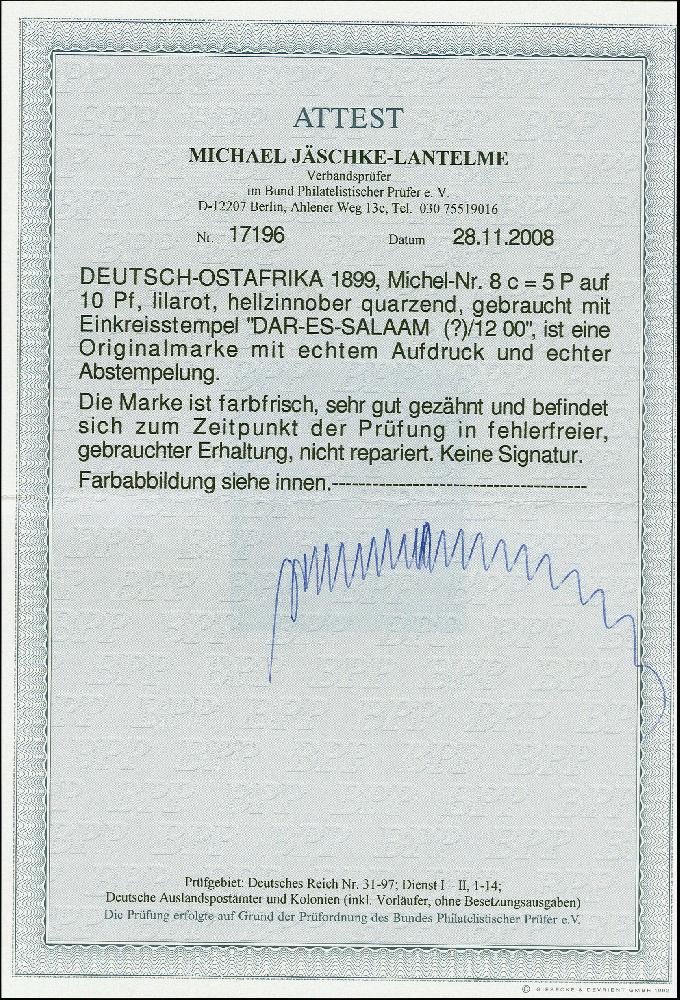 ATTEST
MICHAEL JÄSCHKE-LANTELME
Verbandsprüfer
im Bund Philatelistischer Prüfer e. V.
D-12207 Berlin, Ahlener Weg 13c, Tel. 030 75519016
Nr. 17196 Datum 28.11.2008
DEUTSCH-OSTAFRIKA 1899, Michel-Nr. 8 c = 5 P auf
10 Pf, lilarot, hellzinnober quarzend, gebraucht mit
Einkreisstempel "DAR-ES-SALAAM (?)/12 00", ist eine
Originalmarke mit echtem Aufdruck und echter
Abstempelung.
Die Marke ist farbfrisch, sehr gut gezähnt und befindet
sich zum Zeitpunkt der Prüfung in fehlerfreier,
gebrauchter Erhaltung, nicht repariert. Keine Signatur.
Farbabbildung siehe innen.--------------------------------------
Prüfgebiet: Deutsches Reich Nr. 31-97; Dienst I - II, 1-14;
Deutsche Auslandspostämter und Kolonien (inkl. Vorläufer, ohne Besetzungsausgaben)
Die Prüfung erfolgte auf Grund der Prüfordnung des Bundes Philatelistischer Prüfer e.V.
© GIESECKE & DEVRIENT GMBH